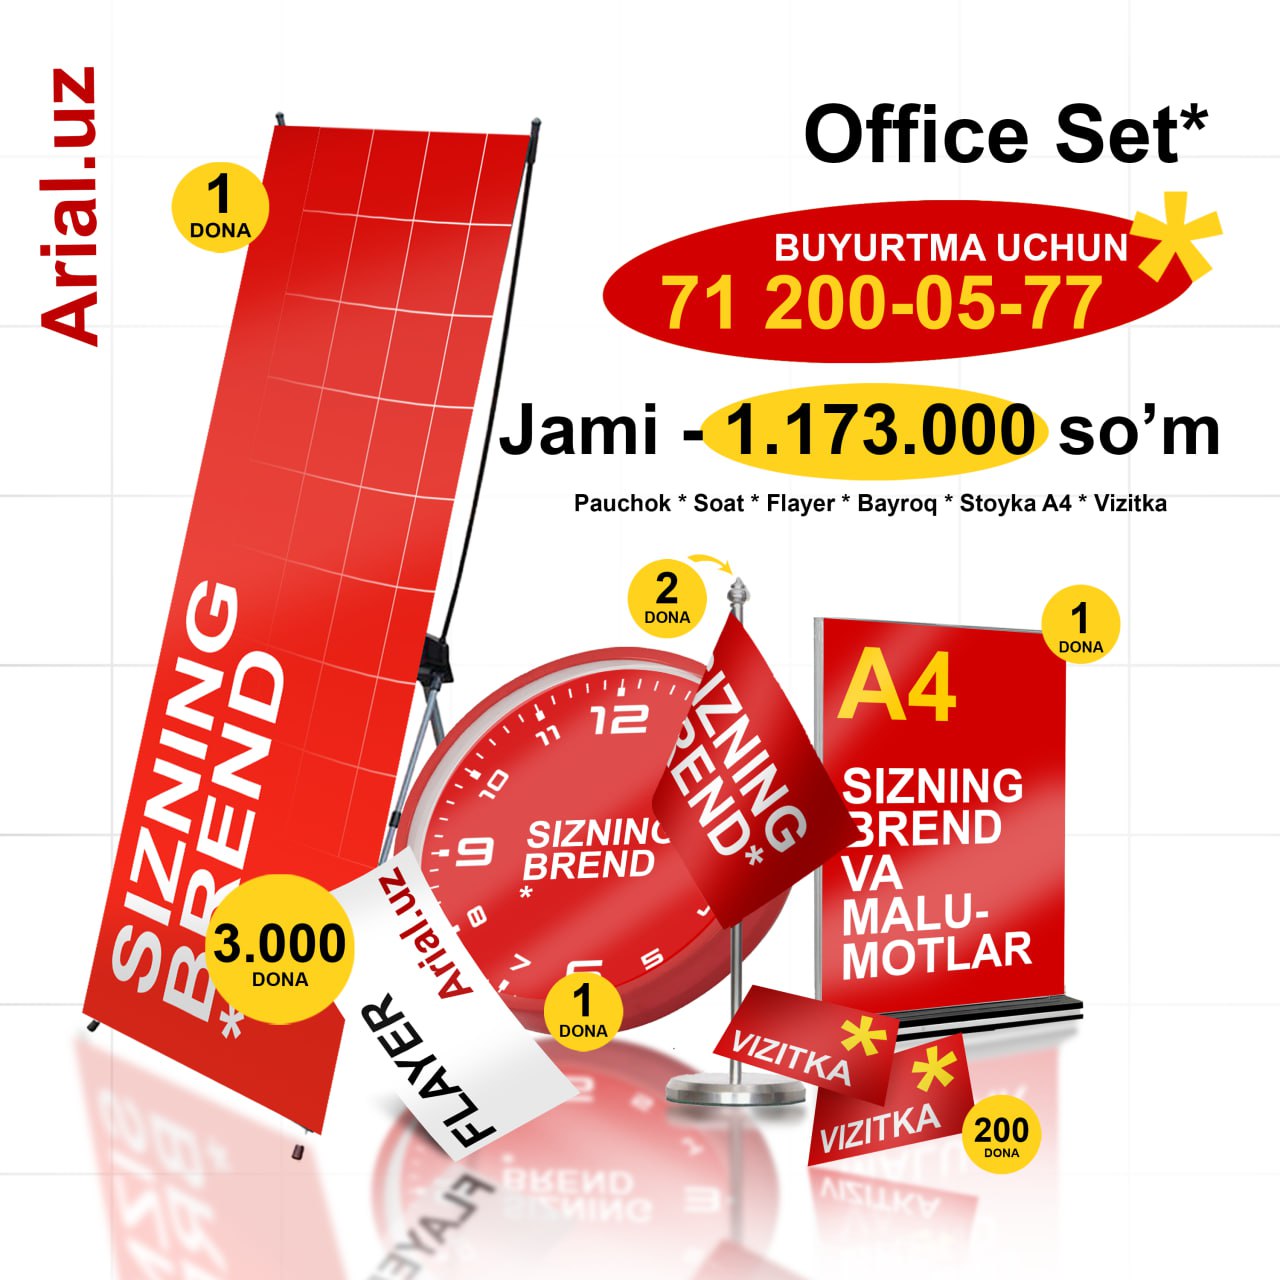 Arial.uz
Office Set*
BUYURTMA UCHUN
71 200-05-77
*
Jami - 1.173.000 so’m
Pauchok * Soat * Flayer * Bayroq * Stoyka A4 * Vizitka
1
DONA
SIZNING
BREND
*
3.000
DONA
Arial.uz
FLAYER
12
11
10
9
8
7
6
5
SIZNING
BREND
*
1
DONA
2
DONA
SIZNING
BREND*
1
DONA
A4
SIZNING
BREND
VA
MALU-
MOTLAR
VIZITKA *
VIZITKA *
200
DONA